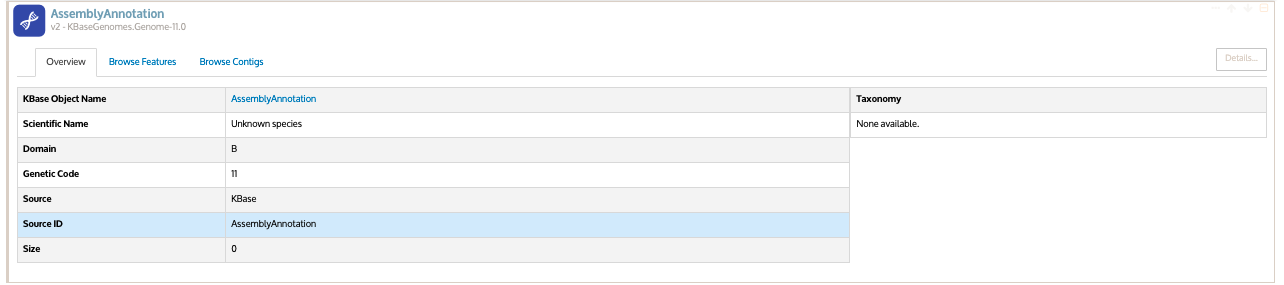 AssemblyAnnotation
v2 - KBaseGenomes.Genome-11.0
Overview Browse Features Browse Contigs Details...
KBase Object Name AssemblyAnnotation Taxonomy
Scientific Name Unknown species None available.
Domain B
Genetic Code 11
Source KBase
Source ID AssemblyAnnotation
Size 0